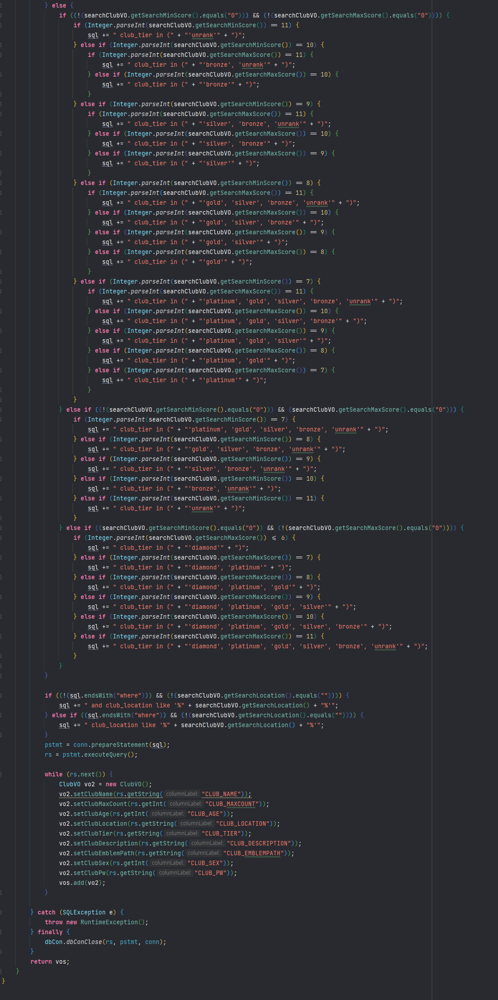 } else {
if ((!(searchClubVO.getSearchMinScore().equals("0"))) && (!(searchClubVO.getSearchMaxScore().equals("0")))) {
if (Integer.parseInt(searchClubVO.getSearchMinScore()) == 11) {
sql += " club_tier in (" + "'unrank'" + ")";
} else if (Integer.parseInt(searchClubVO.getSearchMinScore()) == 10) {
if (Integer.parseInt(searchClubVO.getSearchMaxScore()) == 11) {
sql += " club_tier in (" + "'bronze', 'unrank'" + ")";
} else if (Integer.parseInt(searchClubVO.getSearchMaxScore()) == 10) {
sql += " club_tier in (" + "'bronze'" + ")";
}
} else if (Integer.parseInt(searchClubVO.getSearchMinScore()) == 9) {
if (Integer.parseInt(searchClubVO.getSearchMaxScore()) == 11) {
sql += " club_tier in (" + "'silver', 'bronze', 'unrank'" + ")";
} else if (Integer.parseInt(searchClubVO.getSearchMaxScore()) == 10) {
sql += " club_tier in (" + "'silver', 'bronze'" + ")";
} else if (Integer.parseInt(searchClubVO.getSearchMaxScore()) == 9) {
sql += " club_tier in (" + "'silver'" + ")";
}
} else if (Integer.parseInt(searchClubVO.getSearchMinScore()) == 8) {
if (Integer.parseInt(searchClubVO.getSearchMaxScore()) == 11) {
sql += " club_tier in (" + "'gold', 'silver', 'bronze', 'unrank'" + ")";
} else if (Integer.parseInt(searchClubVO.getSearchMaxScore()) == 10) {
sql += " club_tier in (" + "'gold', 'silver', 'bronze'" + ")";
} else if (Integer.parseInt(searchClubVO.getSearchMaxScore()) == 9) {
sql += " club_tier in (" + "'gold', 'silver'" + ")";
} else if (Integer.parseInt(searchClubVO.getSearchMaxScore()) == 8) {
sql += " club_tier in (" + "'gold'" + ")";
}
} else if (Integer.parseInt(searchClubVO.getSearchMinScore()) == 7) {
if (Integer.parseInt(searchClubVO.getSearchMaxScore()) == 11) {
sql += " club_tier in (" + "'platinum', 'gold', 'silver', 'bronze', 'unrank'" + ")";
} else if (Integer.parseInt(searchClubVO.getSearchMaxScore()) == 10) {
sql += " club_tier in (" + "'platinum', 'gold', 'silver', 'bronze'" + ")";
} else if (Integer.parseInt(searchClubVO.getSearchMaxScore()) == 9) {
sql += " club_tier in (" + "'platinum', 'gold', 'silver'" + ")";
} else if (Integer.parseInt(searchClubVO.getSearchMaxScore()) == 8) {
sql += " club_tier in (" + "'platinum', 'gold'" + ")";
} else if (Integer.parseInt(searchClubVO.getSearchMaxScore()) == 7) {
sql += " club_tier in (" + "'platinum'" + ")";
}
}
} else if ((!(searchClubVO.getSearchMinScore().equals("0"))) && (searchClubVO.getSearchMaxScore().equals("0"))) {
if (Integer.parseInt(searchClubVO.getSearchMinScore()) == 7) {
sql += " club_tier in (" + "'platinum', 'gold', 'silver', 'bronze', 'unrank'" + ")";
} else if (Integer.parseInt(searchClubVO.getSearchMinScore()) == 8) {
sql += " club_tier in (" + "'gold', 'silver', 'bronze', 'unrank'" + ")";
} else if (Integer.parseInt(searchClubVO.getSearchMinScore()) == 9) {
sql += " club_tier in (" + "'silver', 'bronze', 'unrank'" + ")";
} else if (Integer.parseInt(searchClubVO.getSearchMinScore()) == 10) {
sql += " club_tier in (" + "'bronze', 'unrank'" + ")";
} else if (Integer.parseInt(searchClubVO.getSearchMinScore()) == 11) {
sql += " club_tier in (" + "'unrank'" + ")";
}
} else if ((searchClubVO.getSearchMinScore().equals("0")) && (!(searchClubVO.getSearchMaxScore().equals("0")))) {
if (Integer.parseInt(searchClubVO.getSearchMaxScore()) <= 6) {
sql += " club_tier in (" + "'diamond'" + ")";
} else if (Integer.parseInt(searchClubVO.getSearchMaxScore()) == 7) {
sql += " club_tier in (" + "'diamond', 'platinum'" + ")";
} else if (Integer.parseInt(searchClubVO.getSearchMaxScore()) == 8) {
sql += " club_tier in (" + "'diamond', 'platinum', 'gold'" + ")";
} else if (Integer.parseInt(searchClubVO.getSearchMaxScore()) == 9) {
sql += " club_tier in (" + "'diamond', 'platinum', 'gold', 'silver'" + ")";
} else if (Integer.parseInt(searchClubVO.getSearchMaxScore()) == 10) {
sql += " club_tier in (" + "'diamond', 'platinum', 'gold', 'silver', 'bronze'" + ")";
} else if (Integer.parseInt(searchClubVO.getSearchMaxScore()) == 11) {
sql += " club_tier in (" + "'diamond', 'platinum', 'gold', 'silver', 'bronze', 'unrank'" + ")";
}
}
}
if ((!(sql.endsWith("where"))) && (!(searchClubVO.getSearchLocation().equals("")))) {
sql += " and club_location like '%" + searchClubVO.getSearchLocation() + "%'";
} else if ((sql.endsWith("where")) && (!(searchClubVO.getSearchLocation().equals("")))) {
sql += " club_location like '%" + searchClubVO.getSearchLocation() + "%'";
}
pstmt = conn.prepareStatement(sql);
rs = pstmt.executeQuery();
while (rs.next()) {
ClubVO vo2 = new ClubVO();
vo2.setClubName(rs.getString( columnLabel: "CLUB_NAME"));
vo2.setClubMaxCount(rs.getInt( columnLabel: "CLUB_MAXCOUNT"));
vo2.setClubAge(rs.getInt( columnLabel: "CLUB_AGE"));
vo2.setClubLocation(rs.getString( columnLabel: "CLUB_LOCATION"));
vo2.setClubTier(rs.getString( columnLabel: "CLUB_TIER"));
vo2.setClubDescription(rs.getString( columnLabel: "CLUB_DESCRIPTION"));
vo2.setClubEmblemPath(rs.getString( columnLabel: "CLUB_EMBLEMPATH"));
vo2.setClubSex(rs.getInt( columnLabel: "CLUB_SEX"));
vo2.setClubPw(rs.getString( columnLabel: "CLUB_PW"));
vos.add(vo2);
}
} catch (SQLException e) {
throw new RuntimeException();
} finally {
dbCon.dbConClose(rs, pstmt, conn);
}
return vos;
}
}